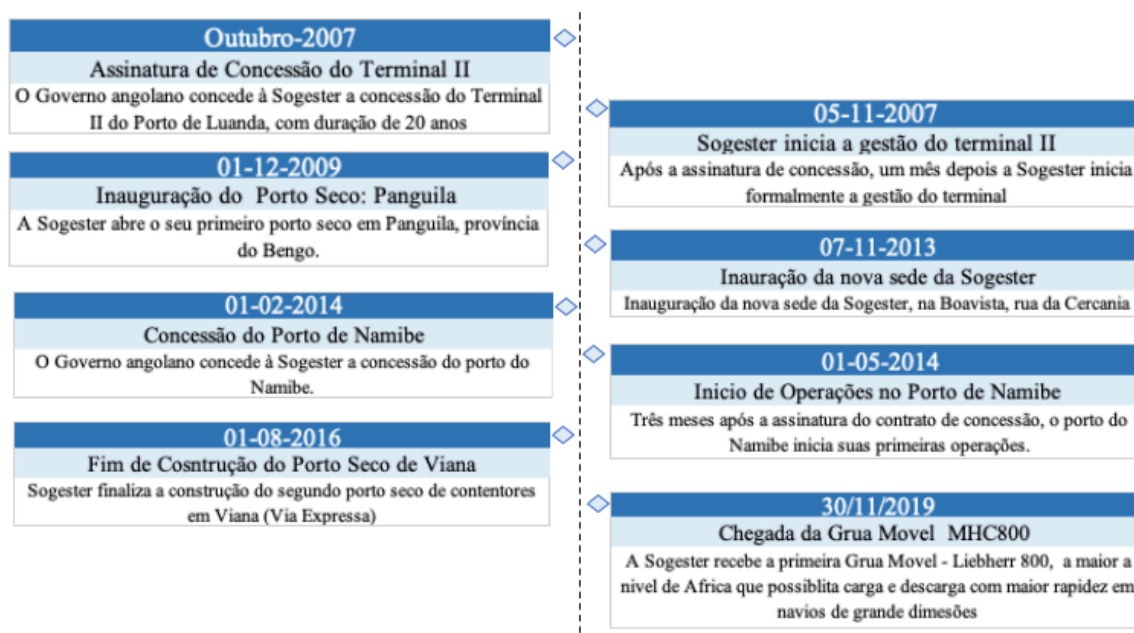 Outubro-2007
Assinatura de Concessão do Terminal II
O Governo angolano concede à Sogester a concessão do Terminal
II do Porto de Luanda, com duração de 20 anos
05-11-2007
Sogester inicia a gestão do terminal II
Após a assinatura de concessão, um mês depois a Sogester inicia
formalmente a gestão do terminal
01-12-2009
Inauguração do Porto Seco: Panguila
A Sogester abre o seu primeiro porto seco em Panguila, província
do Bengo.
07-11-2013
Inauração da nova sede da Sogester
Inauguração da nova sede da Sogester, na Boavista, rua da Cercania
01-02-2014
Concessão do Porto de Namibe
O Governo angolano concede à Sogester a concessão do porto do
Namibe.
01-05-2014
Inicio de Operações no Porto de Namibe
Três meses após a assinatura do contrato de concessão, o porto do
Namibe inicia suas primeiras operações.
01-08-2016
Fim de Cosntrução do Porto Seco de Viana
Sogester finaliza a construção do segundo porto seco de contentores
em Viana (Via Expressa)
30/11/2019
Chegada da Grua Movel MHC800
A Sogester recebe a primeira Grua Movel - Liebherr 800, a maior a
nivel de Africa que possiblita carga e descarga com maior rapidez em
navios de grande dimesões